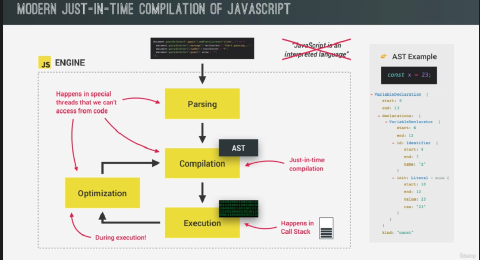 MODERN JUST-IN-TIME COMPILATION OF JAVASCRIPT
"JavaScript is an
interpreted language"
JS ENGINE
Happens in special
threads that we can't
access from code
Parsing
AST
Compilation
Just-in-time
compilation
Optimization
Execution
During execution!
Happens in
Call Stack
AST Example
const x = 23;
VariableDeclaration {
start: 0
end: 13
declarations: [
VariableDeclarator {
start: 6
end: 12
id: Identifier {
start: 6
end: 7
name: "x"
}
init: Literal {
start: 10
end: 12
value: 23
raw: "23"
}
}
]
kind: "const"
}